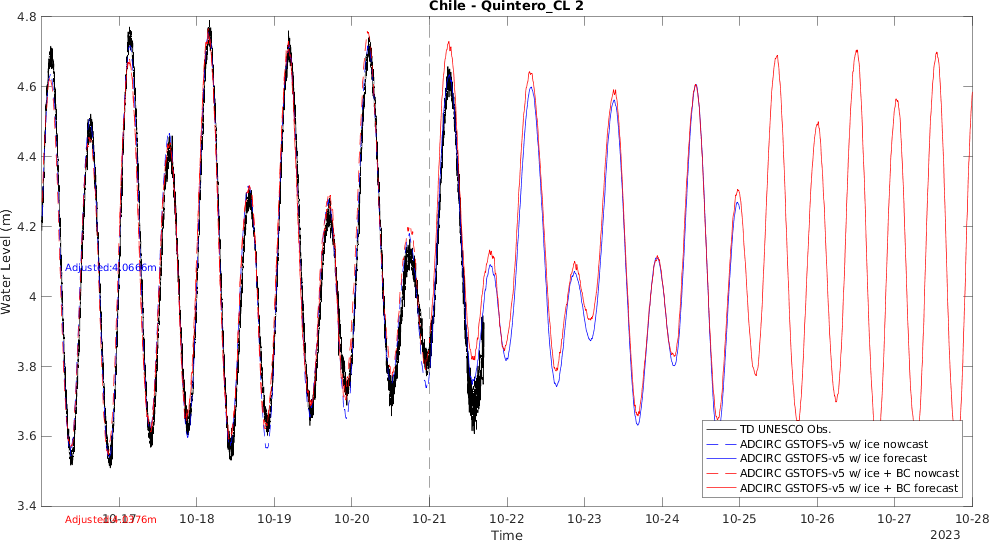 Chile - Quintero_CL 2
4.8
4.6
4.4
4.2
4
3.8
3.6
3.4
Water Level (m)
Adjusted:4.0666m
TD UNESCO Obs.
ADCIRC GSTOFS-v5 w/ ice nowcast
ADCIRC GSTOFS-v5 w/ ice forecast
ADCIRC GSTOFS-v5 w/ ice + BC nowcast
ADCIRC GSTOFS-v5 w/ ice + BC forecast
10-17 10-18 10-19 10-20 10-21 10-22 10-23 10-24 10-25 10-26 10-27 10-28
Time
2023